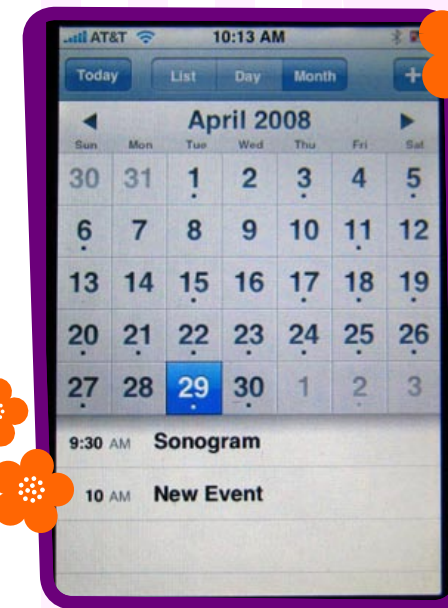 AT&T 10:13 AM
Today List Day Month +
April 2008
Sun Mon Tue Wed Thu Fri Sat
30 31 1 2 3 4 5
6 7 8 9 10 11 12
13 14 15 16 17 18 19
20 21 22 23 24 25 26
27 28 29 30 1 2 3
9:30 AM Sonogram
10 AM New Event